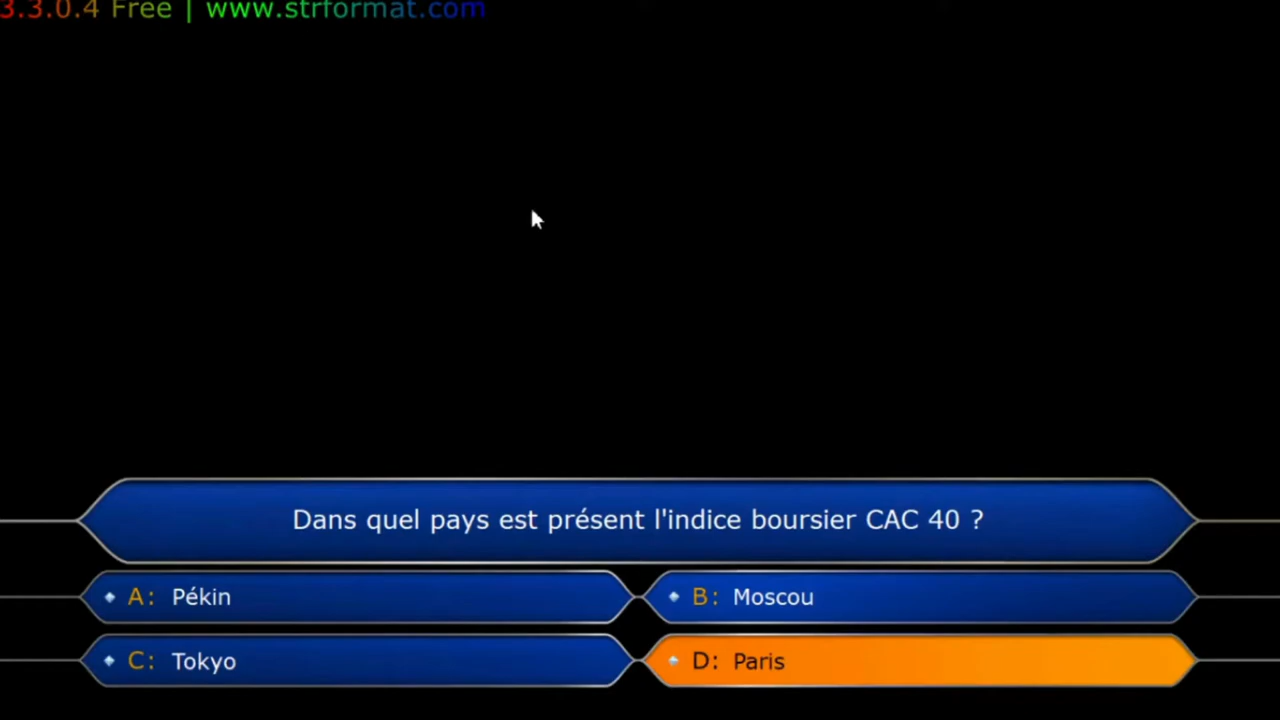 3.3.0.4 Free | www.strformat.com
Dans quel pays est présent l'indice boursier CAC 40 ?
A: Pékin
B: Moscou
C: Tokyo
D: Paris